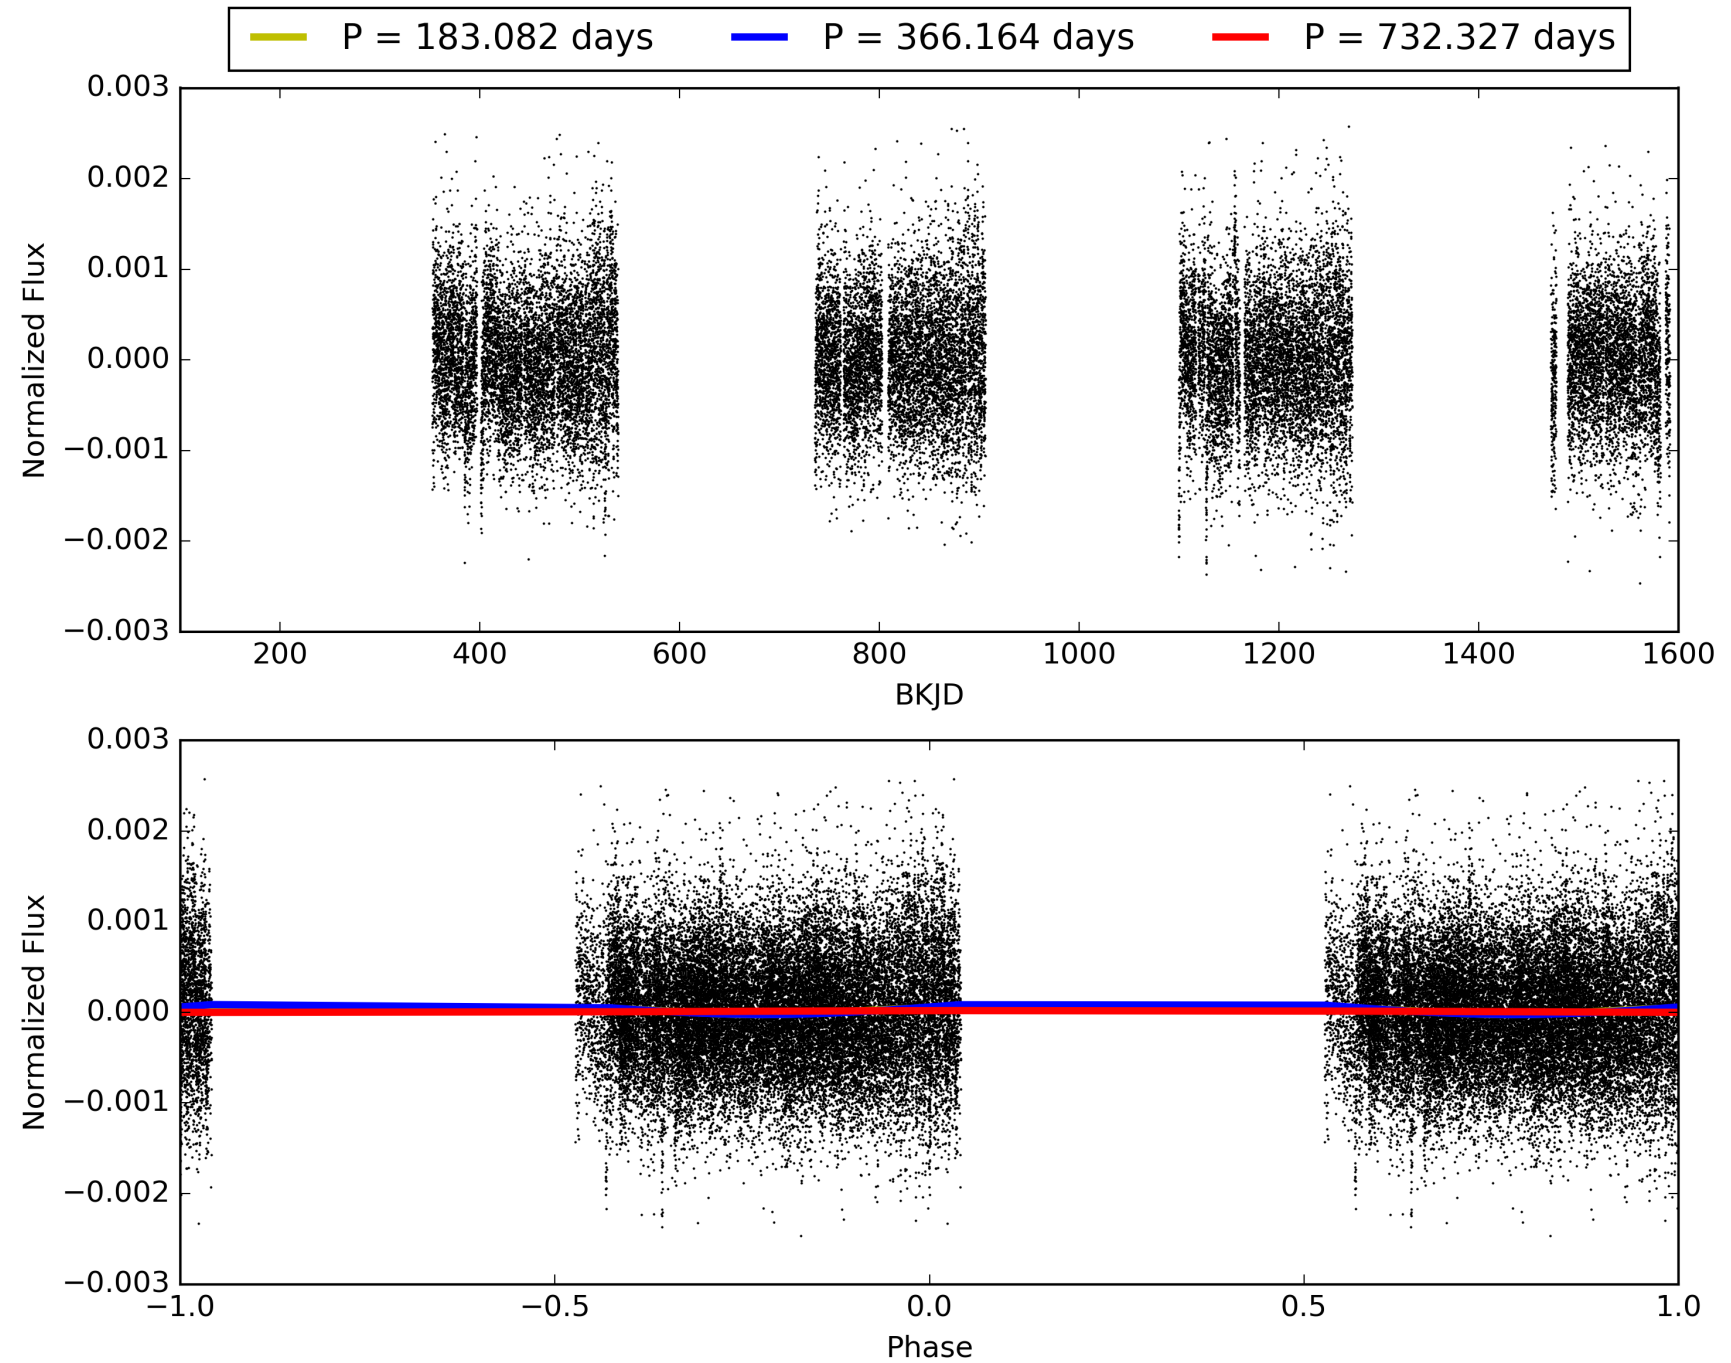 P = 183.082 days P = 366.164 days P = 732.327 days
0.003
0.002
0.001
0.000
−0.001
−0.002
−0.003
Normalized Flux
200 400 600 800 1000 1200 1400 1600
BKJD
0.003
0.002
0.001
0.000
−0.001
−0.002
−0.003
Normalized Flux
−1.0 −0.5 0.0 0.5 1.0
Phase